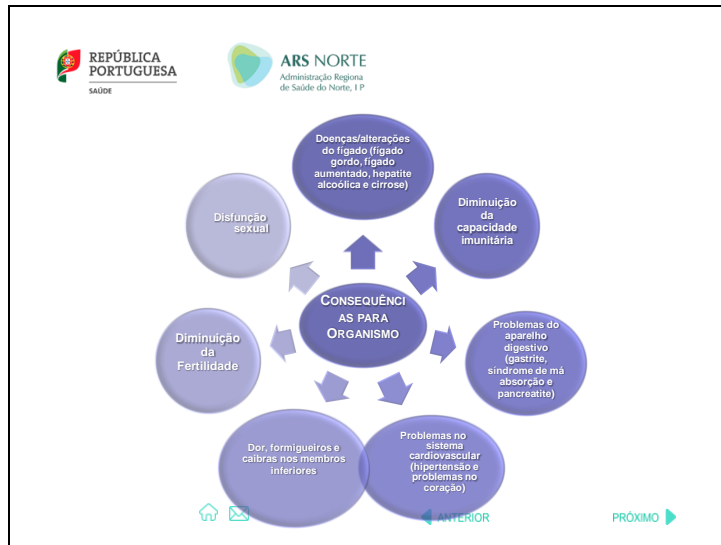 REPÚBLICA
PORTUGUESA
SAÚDE
ARS NORTE
Administração Regiona
de Saúde do Norte, I P
Doenças/alterações
do fígado (fígado
gordo, fígado
aumentado, hepatite
alcoólica e cirrose)
Disfunção
sexual
Diminuição
da
capacidade
imunitária
CONSEQUÊNCI
AS PARA
ORGANISMO
Diminuição
da
Fertilidade
Problemas do
aparelho
digestivo
(gastrite,
síndrome de má
absorção e
pancreatite)
Dor, formigueiros e
caibras nos membros
inferiores
Problemas no
sistema
cardiovascular
(hipertensão e
problemas no
coração)
ANTERIOR
PRÓXIMO